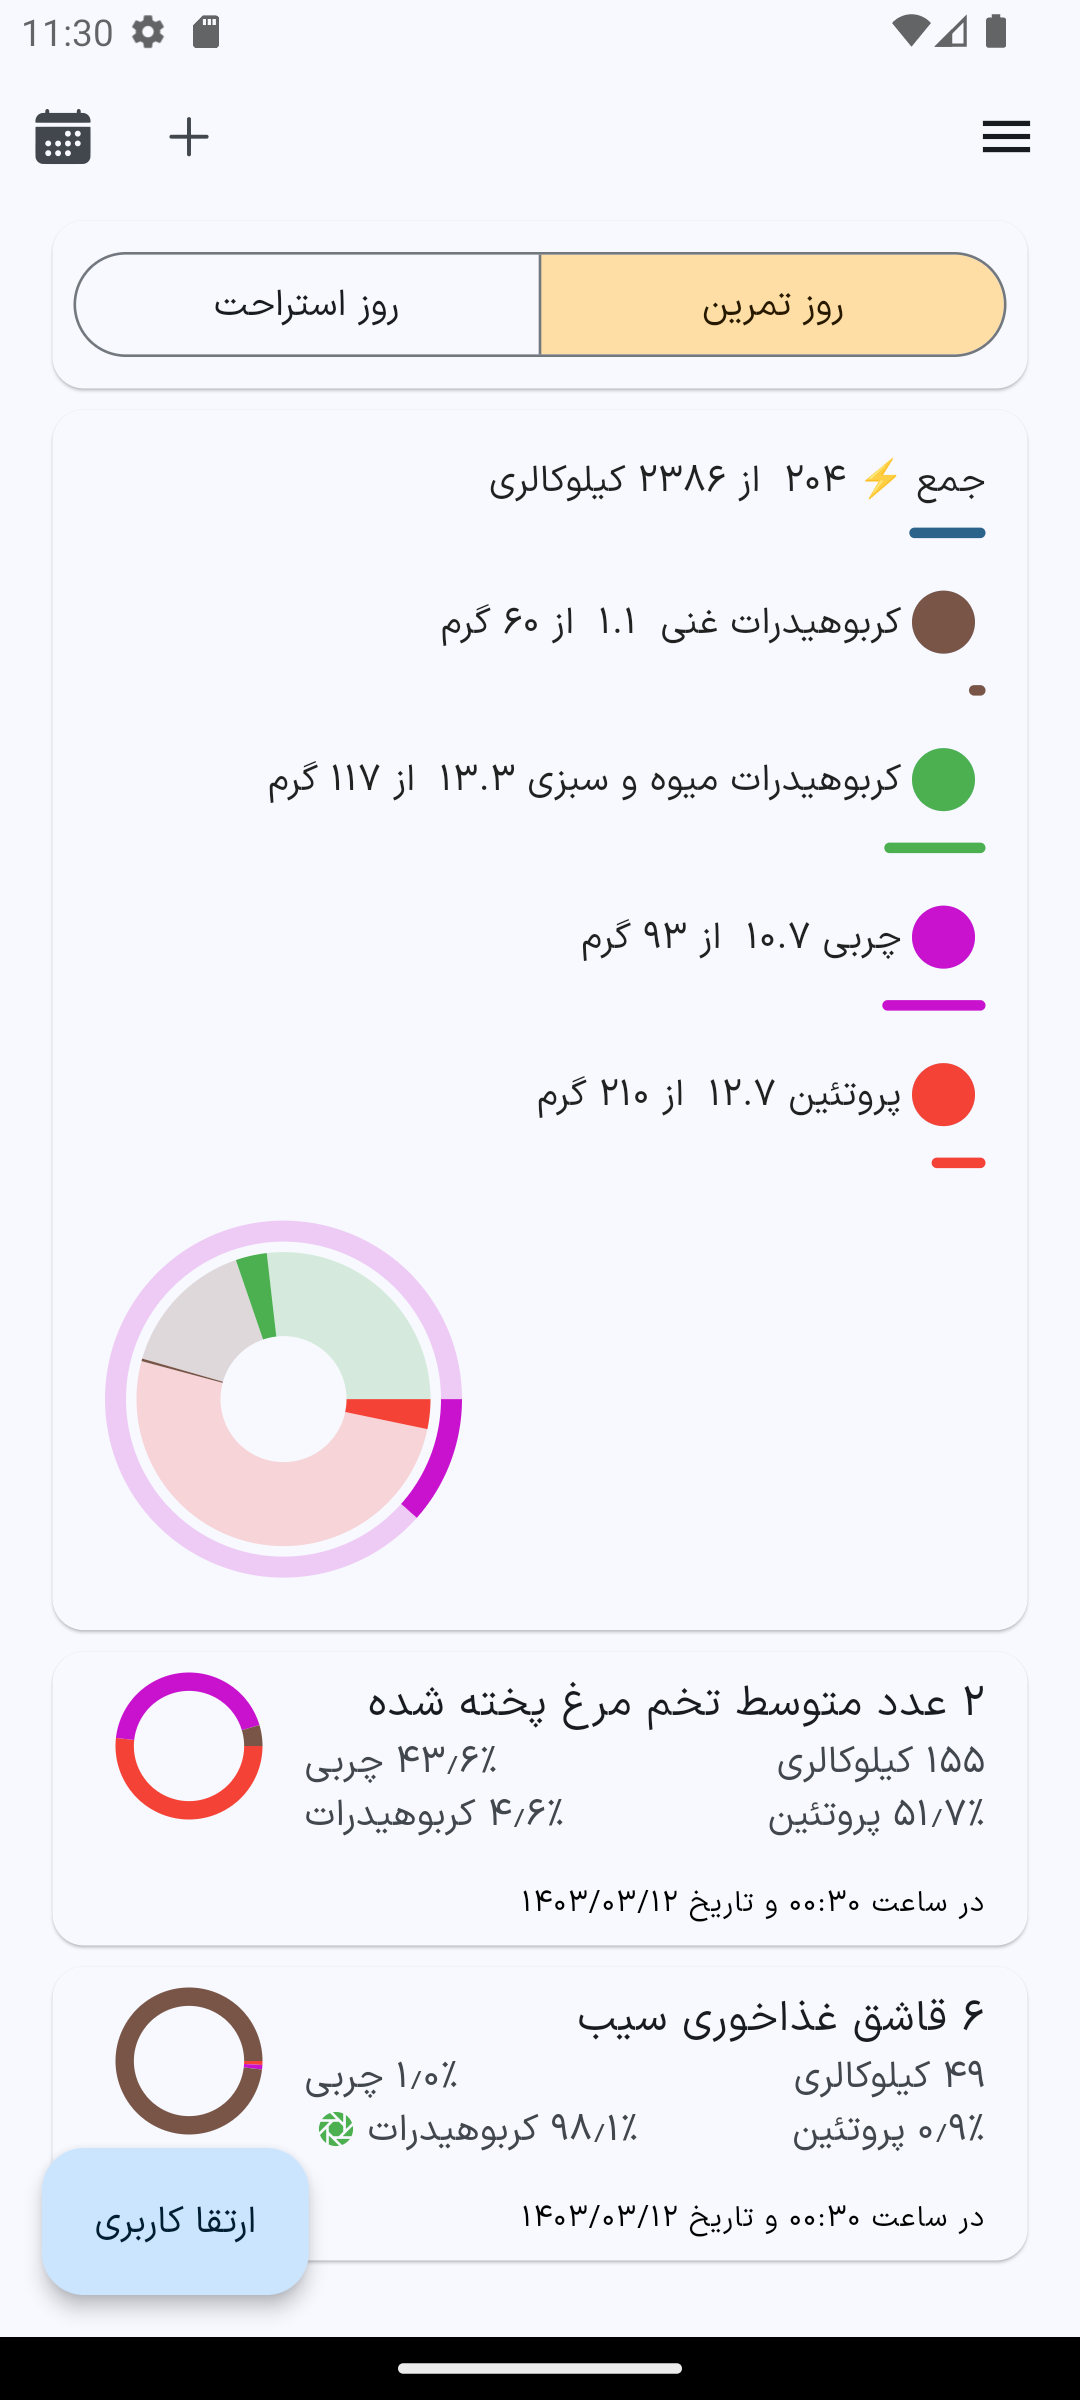 11:30
روز تمرین
روز استراحت
جمع ⚡ ۲۰۴ از ۲۳۸۶ کیلوکالری
کربوهیدرات غنی ۱.۱ از ۶۰ گرم
کربوهیدرات میوه و سبزی ۱۳.۳ از ۱۱۷ گرم
چربی ۱۰.۷ از ۹۳ گرم
پروتئین ۱۲.۷ از ۲۱۰ گرم
۲ عدد متوسط تخم مرغ پخته شده
۱۵۵ کیلوکالری ۴۳٫۶٪ چربی
۵۱٫۷٪ پروتئین ۴٫۶٪ کربوهیدرات
در ساعت ۰۰:۳۰ و تاریخ ۱۴۰۳/۰۳/۱۲
۶ قاشق غذاخوری سیب
۴۹ کیلوکالری ۱٫۰٪ چربی
۰٫۹٪ پروتئین ۹۸٫۱٪ کربوهیدرات
در ساعت ۰۰:۳۰ و تاریخ ۱۴۰۳/۰۳/۱۲
ارتقا کاربری